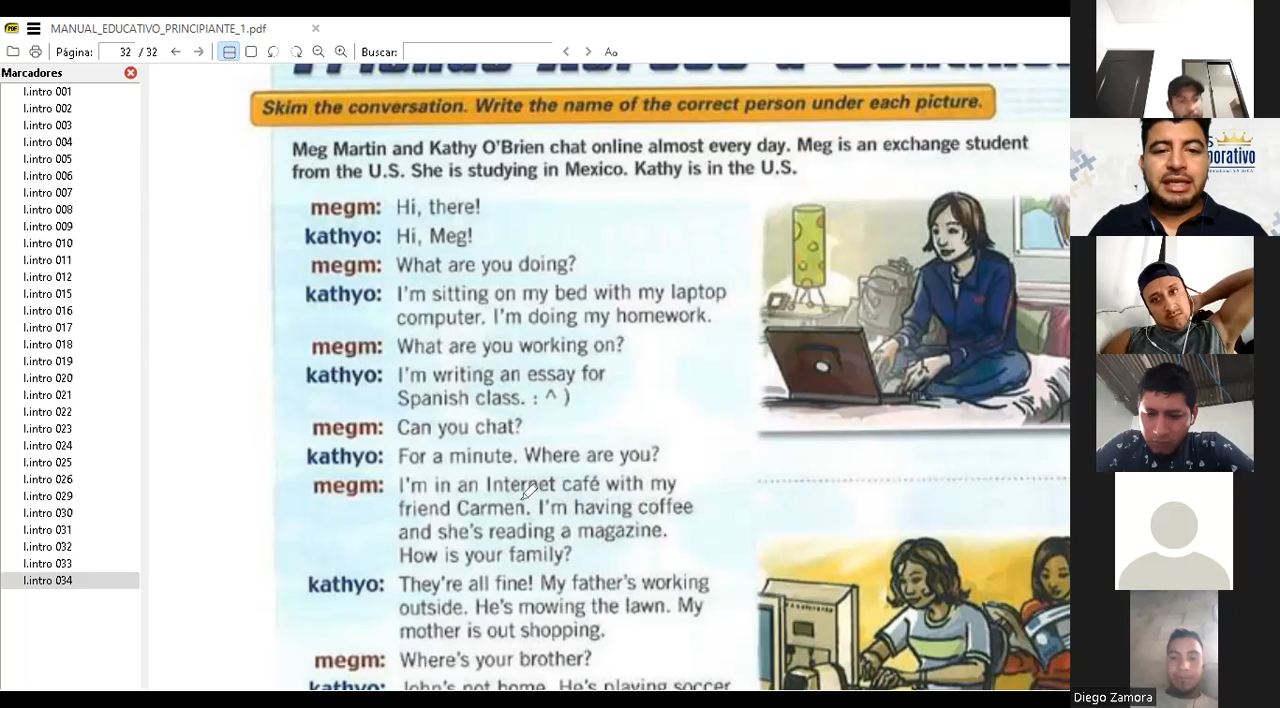 MANUAL_EDUCATIVO_PRINCIPIANTE_1.pdf
Página: 32 / 32 Buscar: Aa
Marcadores
I.intro 001
I.intro 002
I.intro 003
I.intro 004
I.intro 005
I.intro 006
I.intro 007
I.intro 008
I.intro 009
I.intro 010
I.intro 011
I.intro 012
I.intro 015
I.intro 016
I.intro 017
I.intro 018
I.intro 019
I.intro 020
I.intro 021
I.intro 022
I.intro 023
I.intro 024
I.intro 025
I.intro 026
I.intro 029
I.intro 030
I.intro 031
I.intro 032
I.intro 033
I.intro 034
Skim the conversation. Write the name of the correct person under each picture.
Meg Martin and Kathy O'Brien chat online almost every day. Meg is an exchange student
from the U.S. She is studying in Mexico. Kathy is in the U.S.
megm: Hi, there!
kathyo: Hi, Meg!
megm: What are you doing?
kathyo: I'm sitting on my bed with my laptop
computer. I'm doing my homework.
megm: What are you working on?
kathyo: I'm writing an essay for
Spanish class. : ^ )
megm: Can you chat?
kathyo: For a minute. Where are you?
megm: I'm in an Internet café with my
friend Carmen. I'm having coffee
and she's reading a magazine.
How is your family?
kathyo: They're all fine! My father's working
outside. He's mowing the lawn. My
mother is out shopping.
megm: Where's your brother?
kathyo: John's not home. He's playing soccer
Diego Zamora